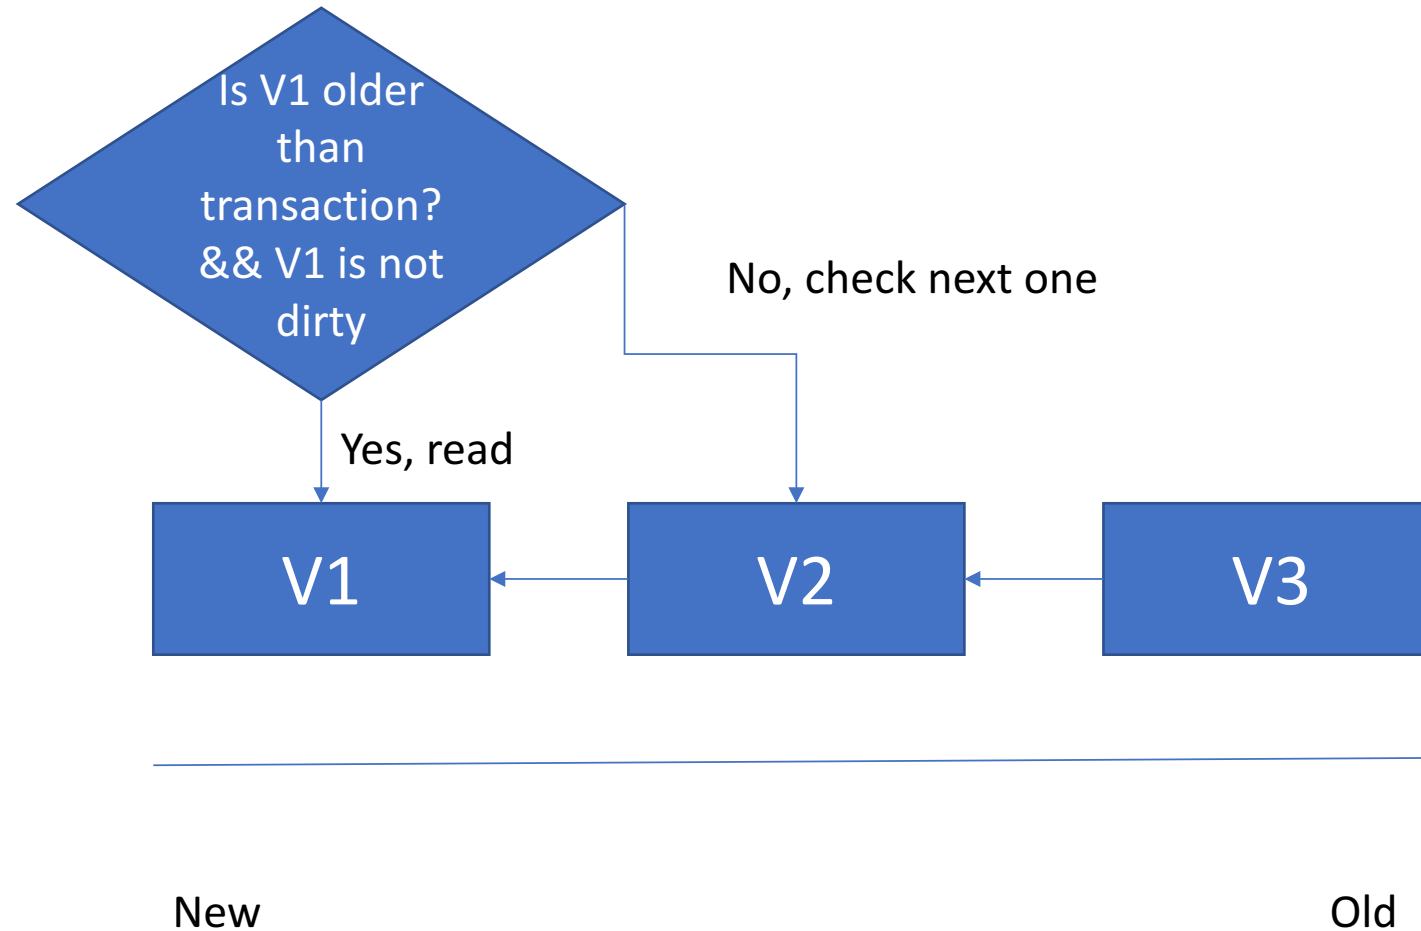 Is V1 older
than
transaction?
&& V1 is not
dirty
No, check next one
Yes, read
V1
V2
V3
New
Old